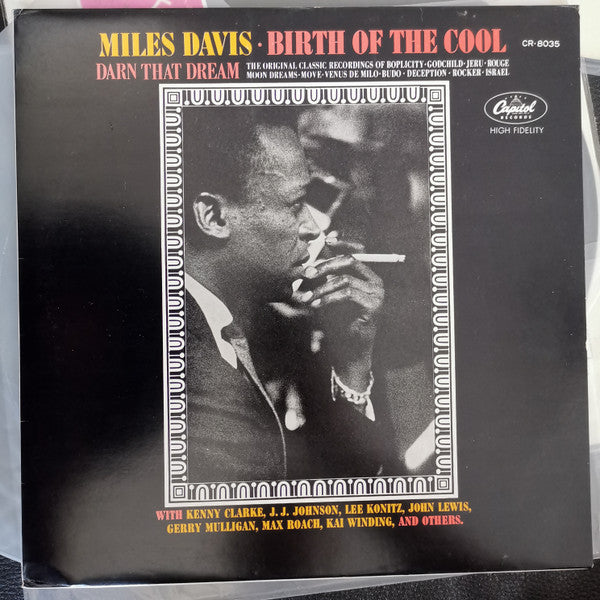 MILES DAVIS · BIRTH OF THE COOL
CR-8035
DARN THAT DREAM
THE ORIGINAL CLASSIC RECORDINGS OF BOPLICITY · GODCHILD · JERU · ROUGE
MOON DREAMS · MOVE · VENUS DE MILO · BUDO · DECEPTION · ROCKER · ISRAEL
Capitol
RECORDS
HIGH FIDELITY
WITH KENNY CLARKE, J. J. JOHNSON, LEE KONITZ, JOHN LEWIS,
GERRY MULLIGAN, MAX ROACH, KAI WINDING, AND OTHERS.